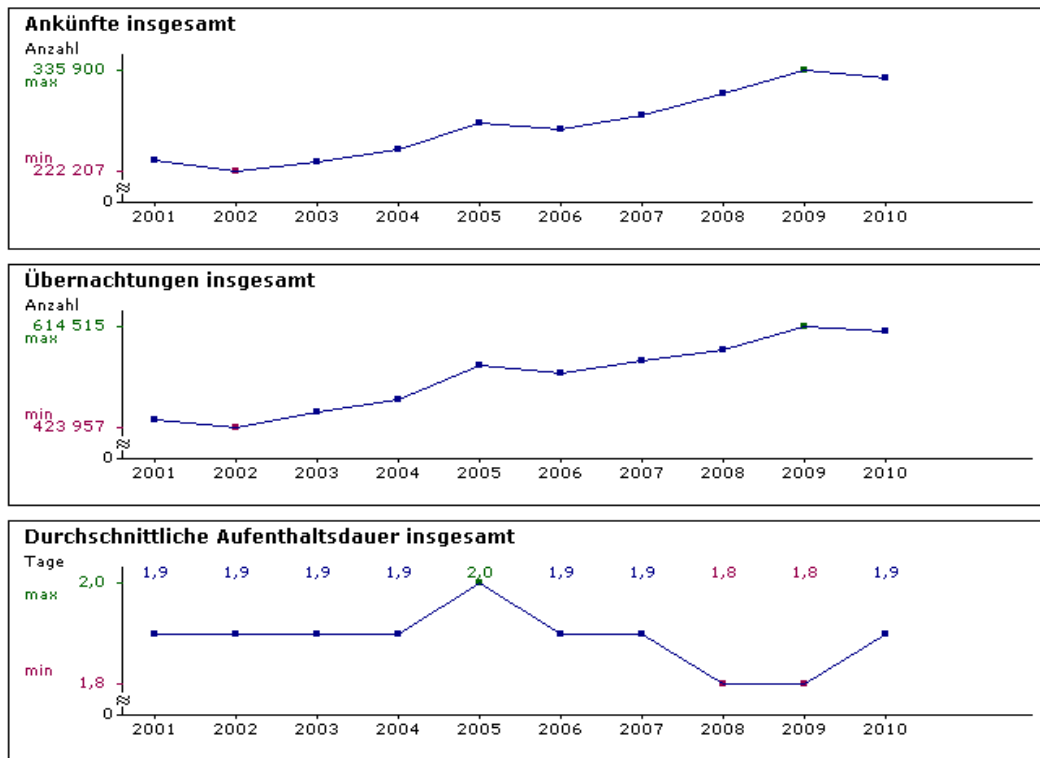 Ankünfte insgesamt
Anzahl
335 900
max
min
222 207
0
2001 2002 2003 2004 2005 2006 2007 2008 2009 2010
Übernachtungen insgesamt
Anzahl
614 515
max
min
423 957
0
2001 2002 2003 2004 2005 2006 2007 2008 2009 2010
Durchschnittliche Aufenthaltsdauer insgesamt
Tage
2,0 1,9 1,9 1,9 1,9 2,0 1,9 1,9 1,8 1,8 1,9
max
min
1,8
0
2001 2002 2003 2004 2005 2006 2007 2008 2009 2010